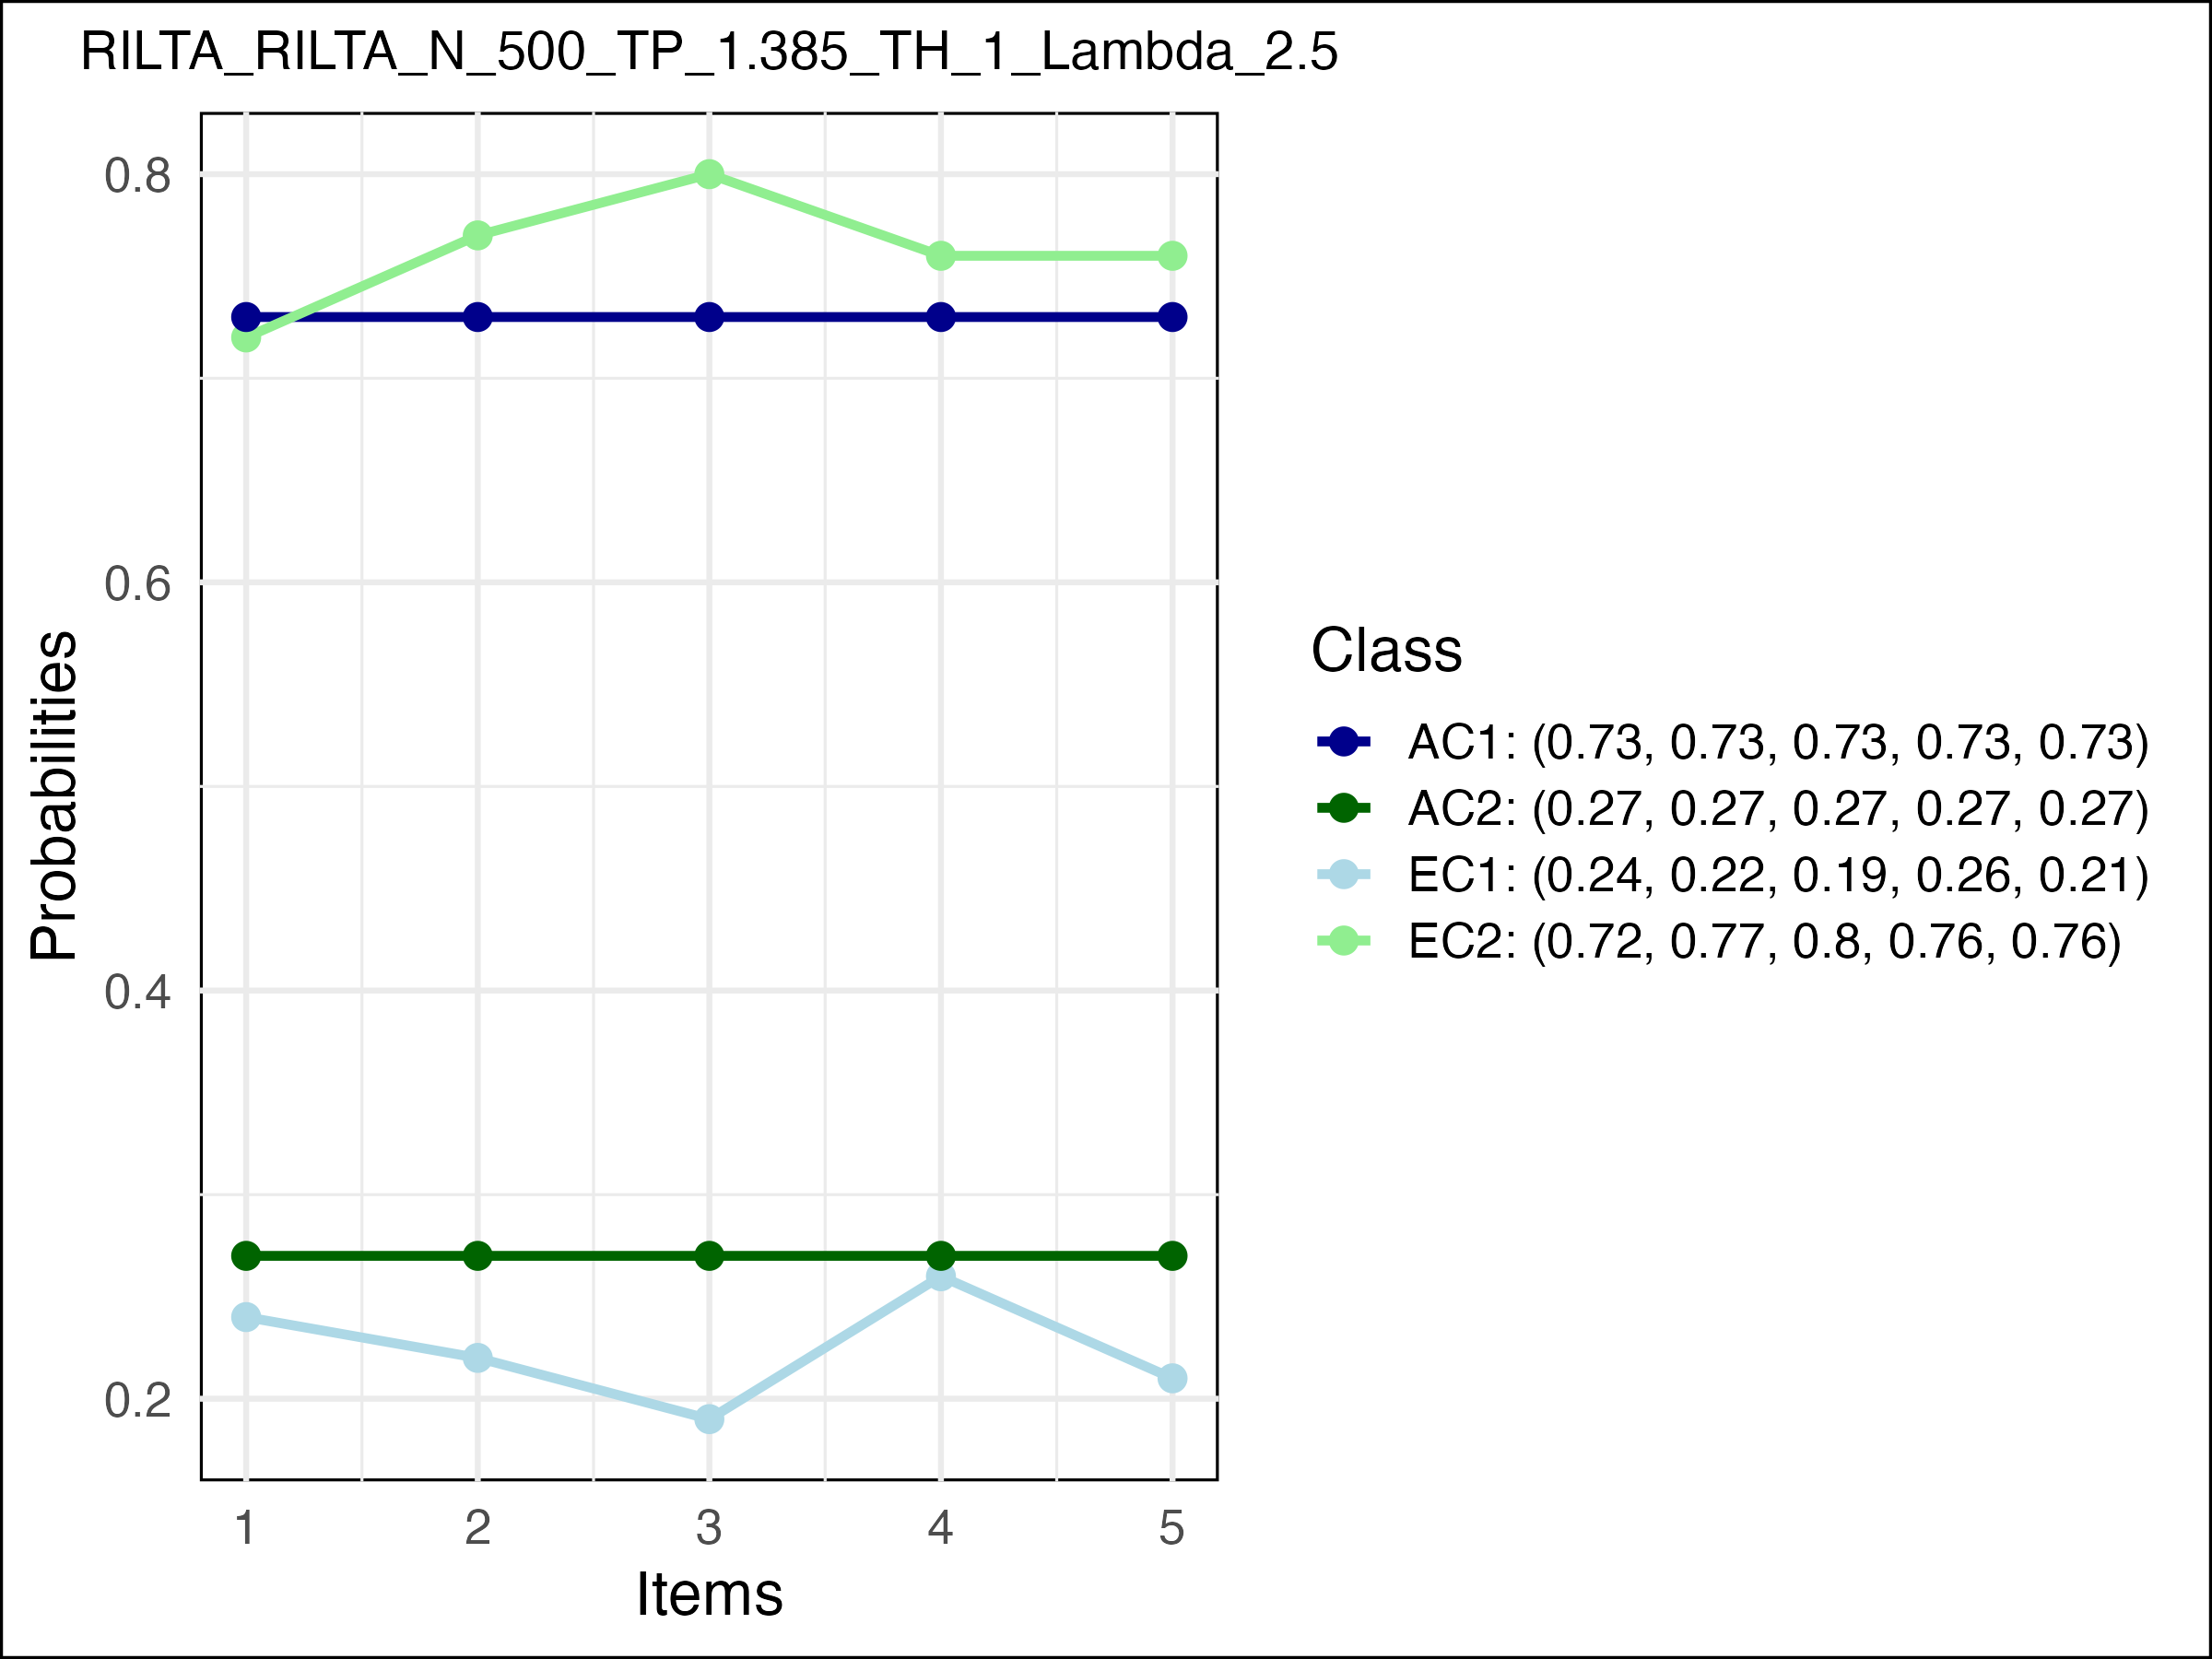 RILTA_RILTA_N_500_TP_1.385_TH_1_Lambda_2.5
0.8
0.6
0.4
0.2
Probabilities
1 2 3 4 5
Items
Class
AC1: (0.73, 0.73, 0.73, 0.73, 0.73)
AC2: (0.27, 0.27, 0.27, 0.27, 0.27)
EC1: (0.24, 0.22, 0.19, 0.26, 0.21)
EC2: (0.72, 0.77, 0.8, 0.76, 0.76)